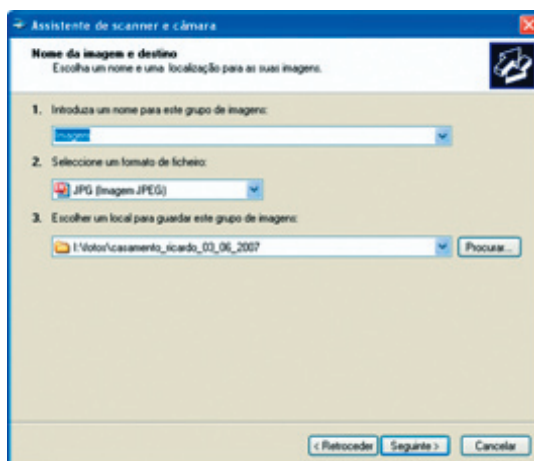 Assistente de scanner e câmara
Nome da imagem e destino
Escolha um nome e uma localização para as suas imagens.
1. Introduza um nome para este grupo de imagens:
Imagem
2. Seleccione um formato de ficheiro:
JPG (Imagem JPEG)
3. Escolher um local para guardar este grupo de imagens:
I:\fotos\casamento_ricardo_03_06_2007
Procurar...
< Retroceder
Seguinte >
Cancelar